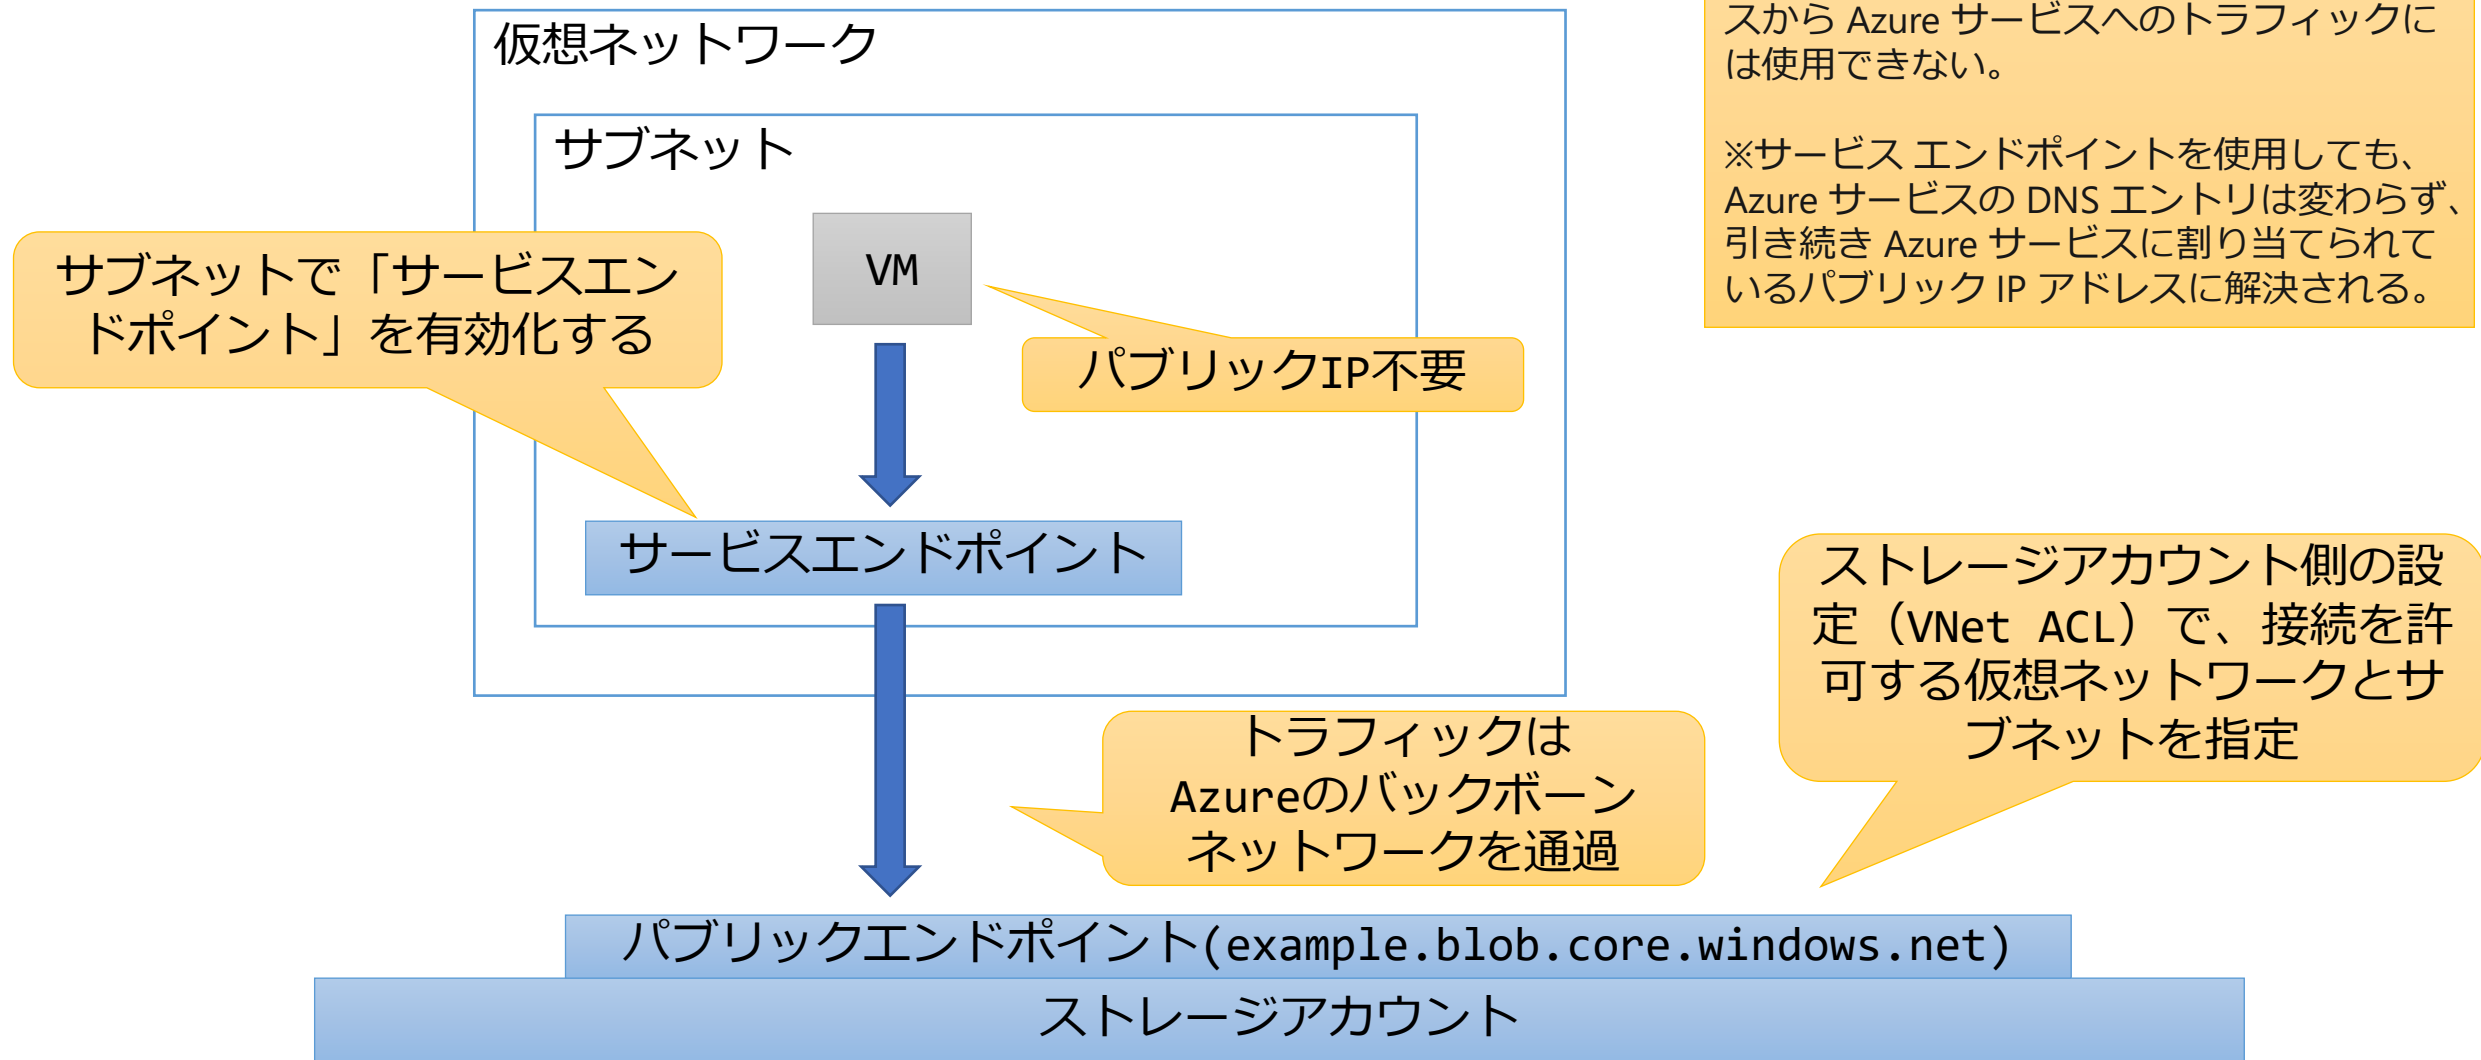 仮想ネットワーク
スから Azure サービスへのトラフィックに
は使用できない。
※サービス エンドポイントを使用しても、
Azure サービスの DNS エントリは変わらず、
引き続き Azure サービスに割り当てられて
いるパブリック IP アドレスに解決される。
サブネット
VM
サブネットで「サービスエン
ドポイント」を有効化する
パブリックIP不要
サービスエンドポイント
ストレージアカウント側の設
定（VNet ACL）で、接続を許
可する仮想ネットワークとサ
ブネットを指定
トラフィックは
Azureのバックボーン
ネットワークを通過
パブリックエンドポイント(example.blob.core.windows.net)
ストレージアカウント